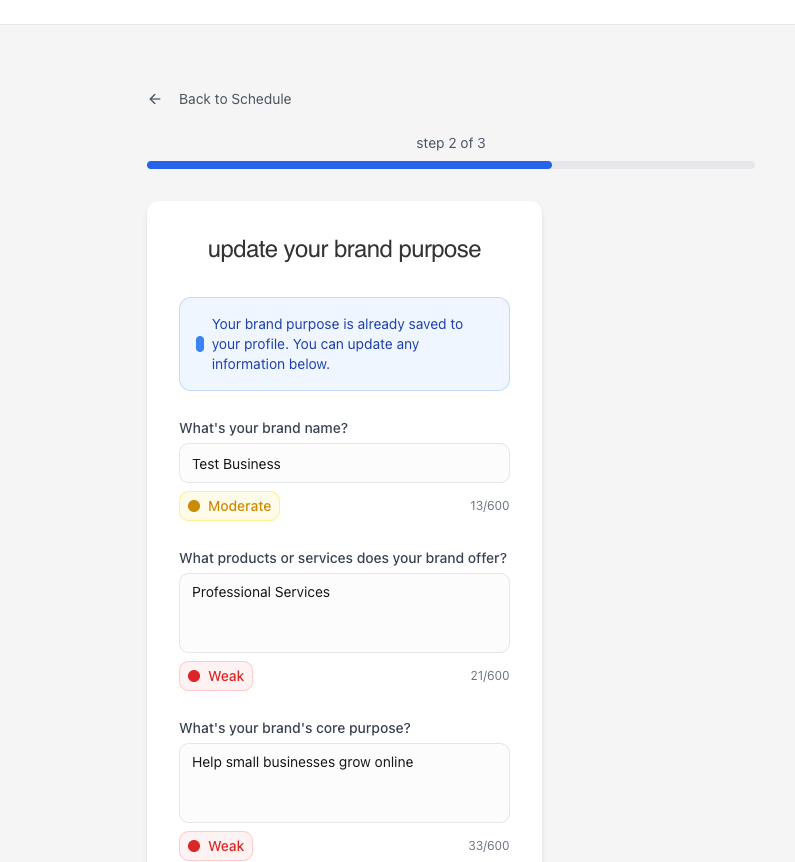 Back to Schedule
step 2 of 3
update your brand purpose
Your brand purpose is already saved to
your profile. You can update any
information below.
What's your brand name?
Test Business
Moderate
13/600
What products or services does your brand offer?
Professional Services
Weak
21/600
What's your brand's core purpose?
Help small businesses grow online
Weak
33/600